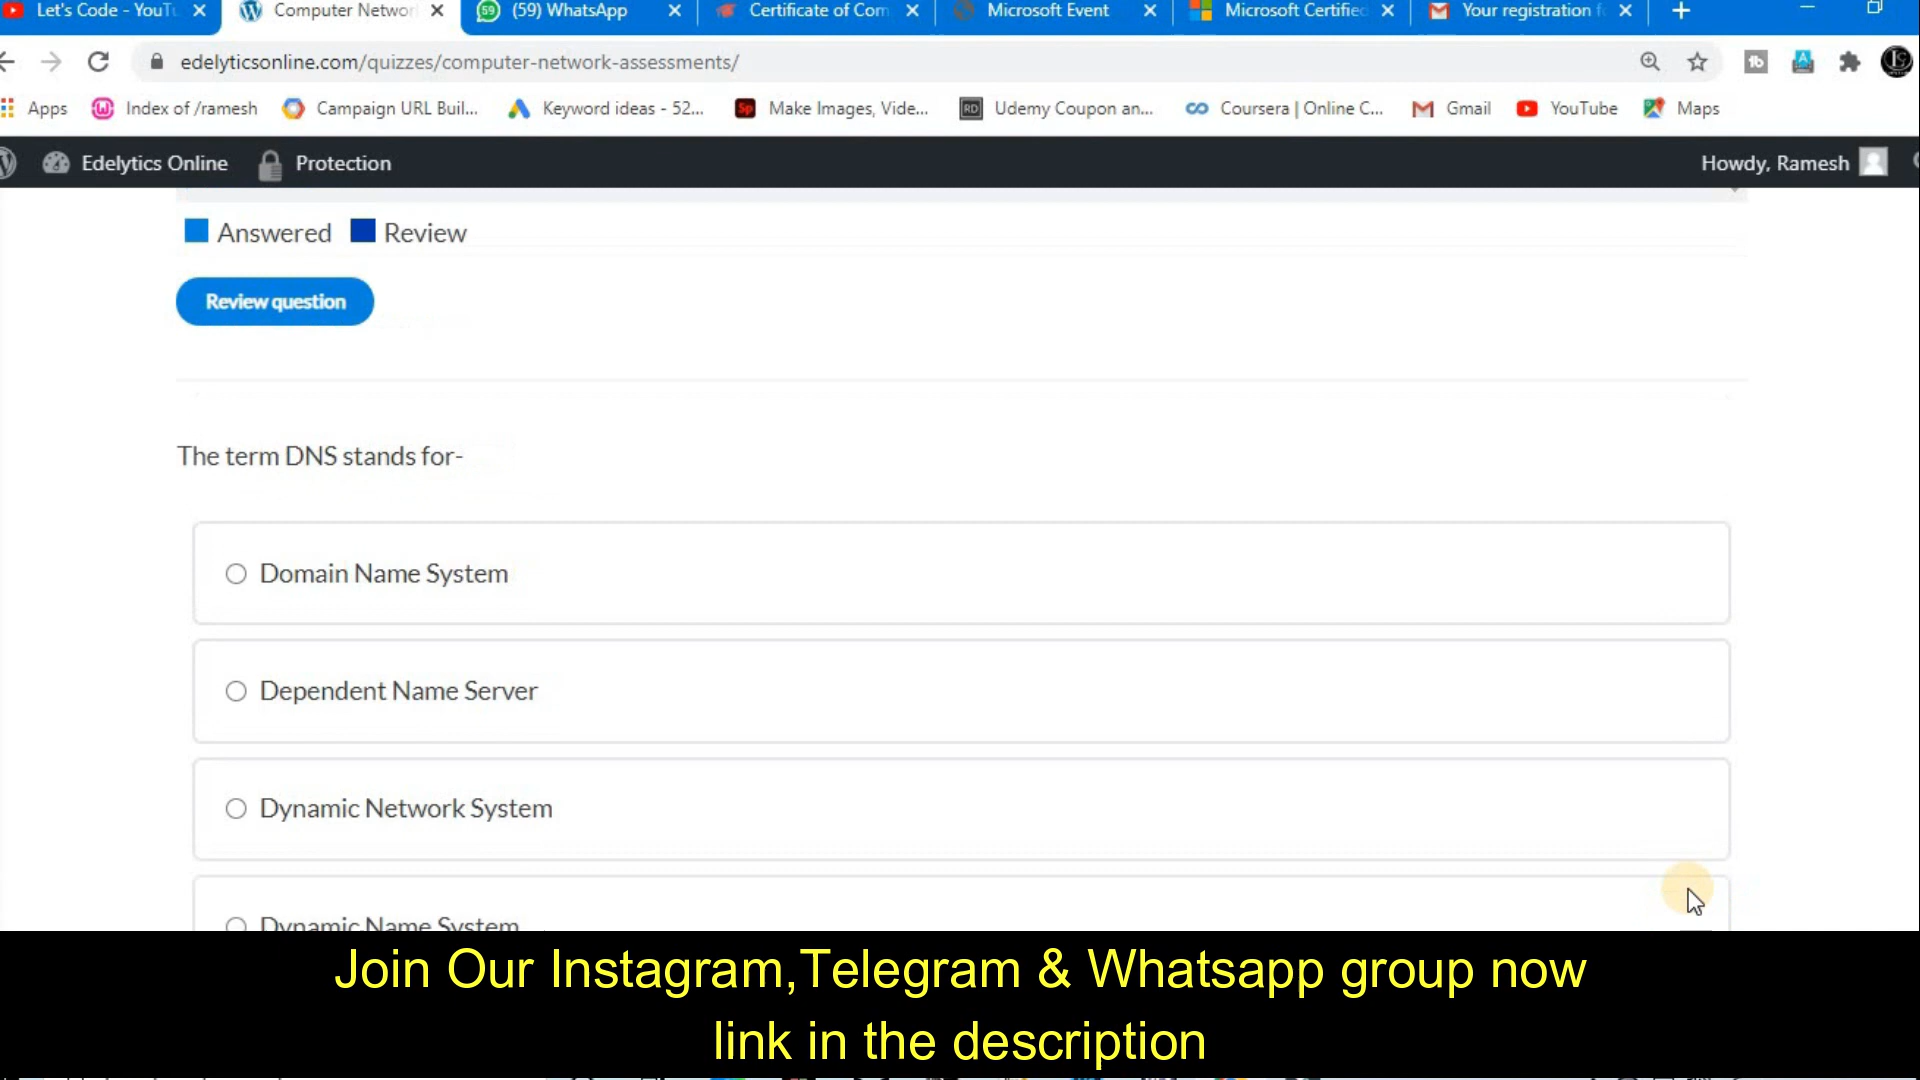 Let's Code - YouTu
Computer Networ
59
(59) WhatsApp
Certificate of Com
Microsoft Event
Microsoft Certified
Your registration f
edelyticsonline.com/quizzes/computer-network-assessments/
Apps
Index of /ramesh
Campaign URL Buil...
Keyword ideas - 52...
Sp
Make Images, Vide...
RD
Udemy Coupon an...
Coursera | Online C...
Gmail
YouTube
Maps
Edelytics Online
Protection
Howdy, Ramesh
Answered
Review
Review question
The term DNS stands for-
Domain Name System
Dependent Name Server
Dynamic Network System
Dynamic Name System
Join Our Instagram,Telegram & Whatsapp group now
link in the description